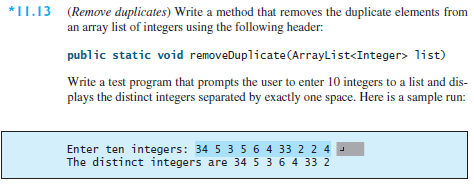 *11.13 (Remove duplicates) Write a method that removes the duplicate elements from
an array list of integers using the following header:
public static void removeDuplicate(ArrayList<Integer> list)
Write a test program that prompts the user to enter 10 integers to a list and dis-
plays the distinct integers separated by exactly one space. Here is a sample run:
Enter ten integers: 34 5 3 5 6 4 33 2 2 4 ↵
The distinct integers are 34 5 3 6 4 33 2